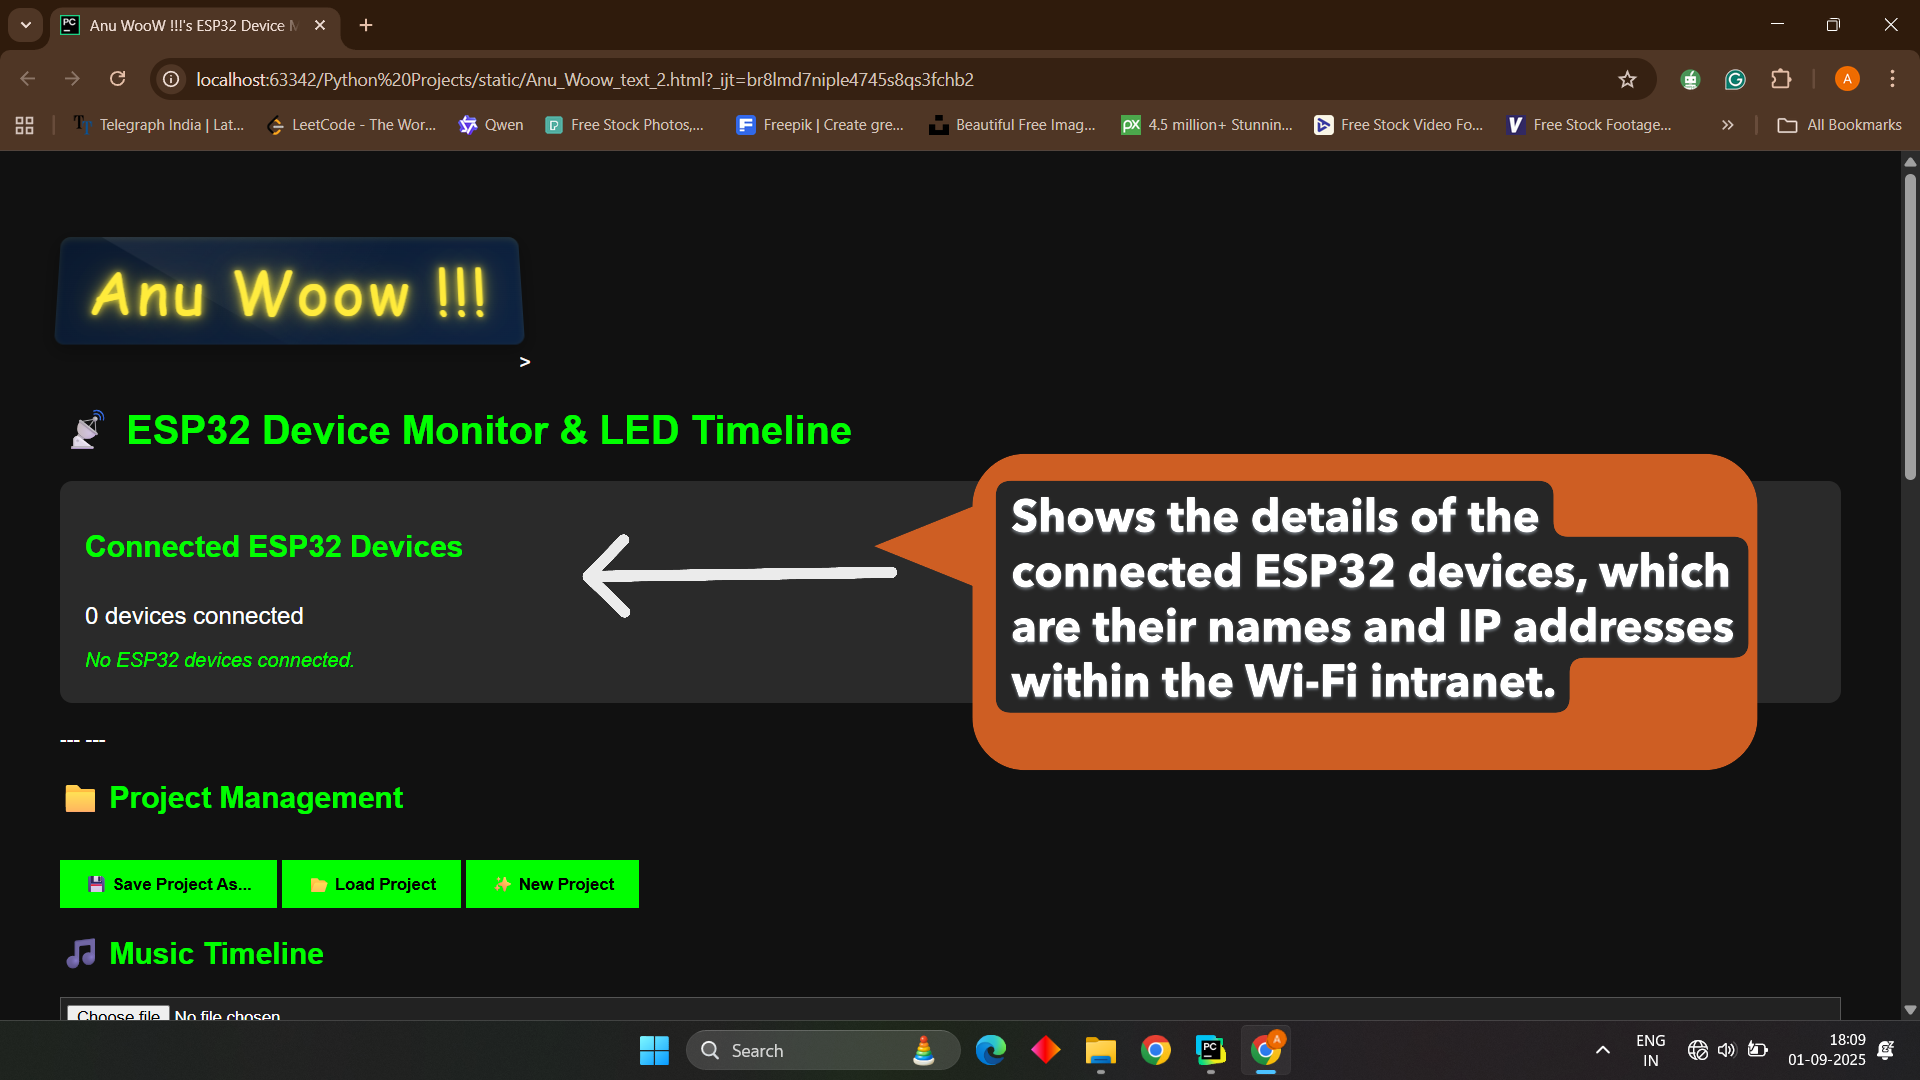 PC
Anu WooW !!!'s ESP32 Device M
localhost:63342/Python%20Projects/static/Anu_Woow_text_2.html?_ijt=br8lmd7niple4745s8qs3fchb2
A
Telegraph India | Lat...
LeetCode - The Wor...
Qwen
Free Stock Photos,...
Freepik | Create gre...
Beautiful Free Imag...
4.5 million+ Stunnin...
Free Stock Video Fo...
Free Stock Footage...
All Bookmarks
Anu Woow !!!
>
ESP32 Device Monitor & LED Timeline
Connected ESP32 Devices
0 devices connected
No ESP32 devices connected.
Shows the details of the
connected ESP32 devices, which
are their names and IP addresses
within the Wi-Fi intranet.
--- ---
Project Management
Save Project As...
Load Project
New Project
Music Timeline
Choose file No file chosen
Search
PC
A
ENG
IN
18:09
01-09-2025